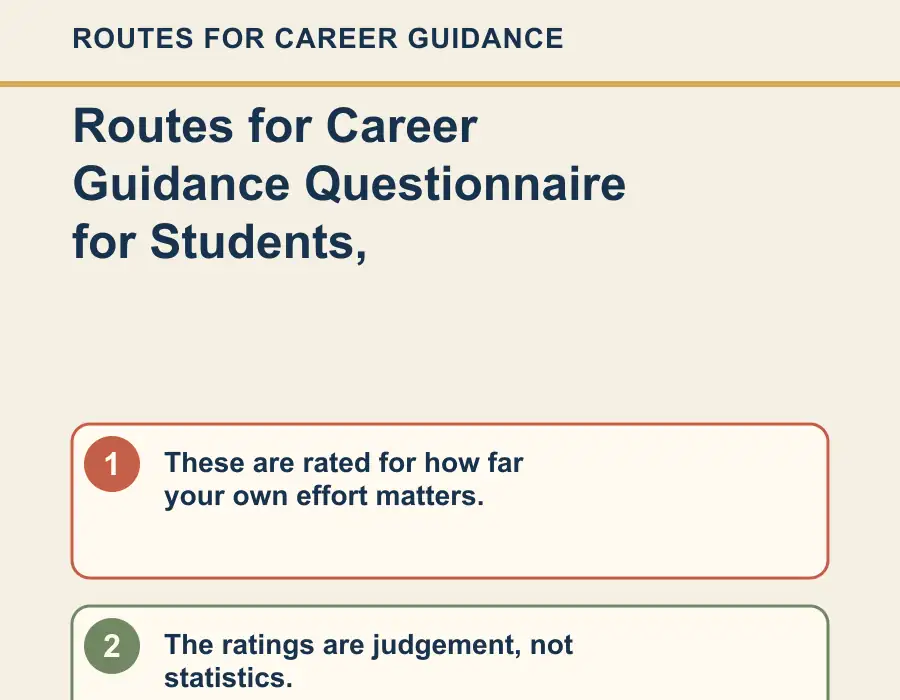 ROUTES FOR CAREER GUIDANCE
Routes for Career
Guidance Questionnaire
for Students,
1
These are rated for how far
your own effort matters.
2
The ratings are judgement, not
statistics.